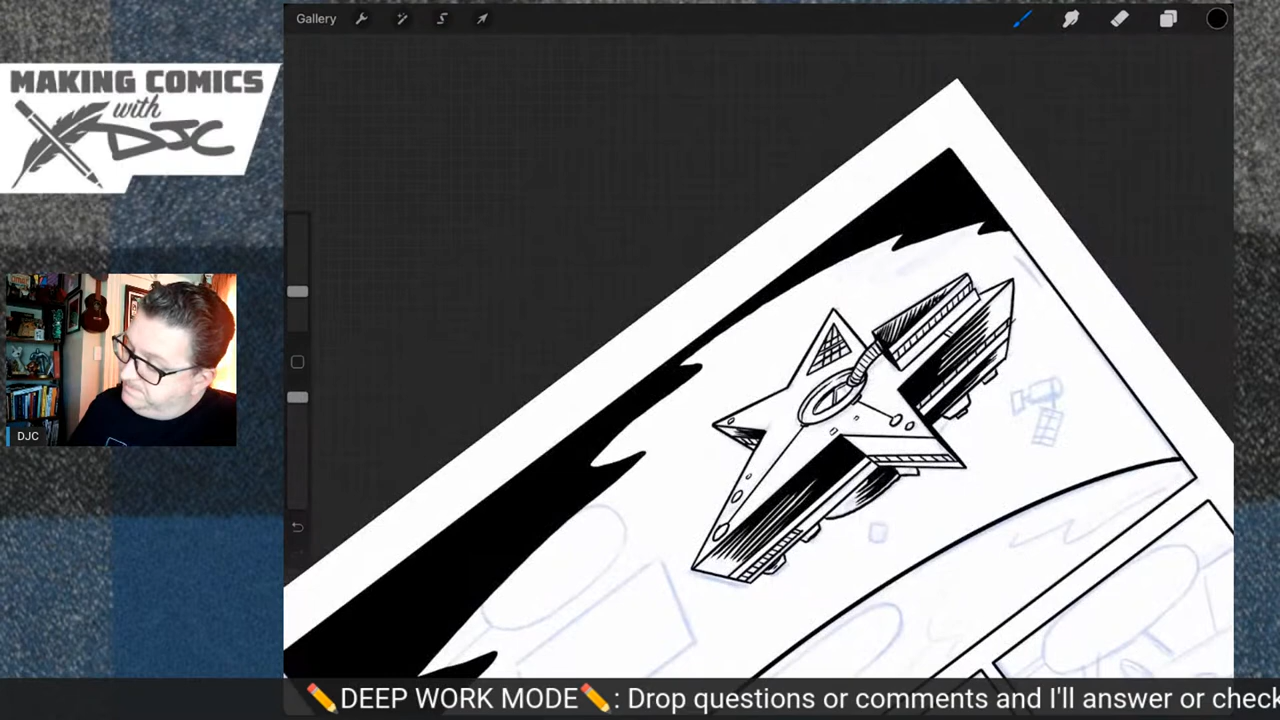 Gallery
MAKING COMICS
with
DJC
DJC
✏️DEEP WORK MODE✏️: Drop questions or comments and I'll answer or check